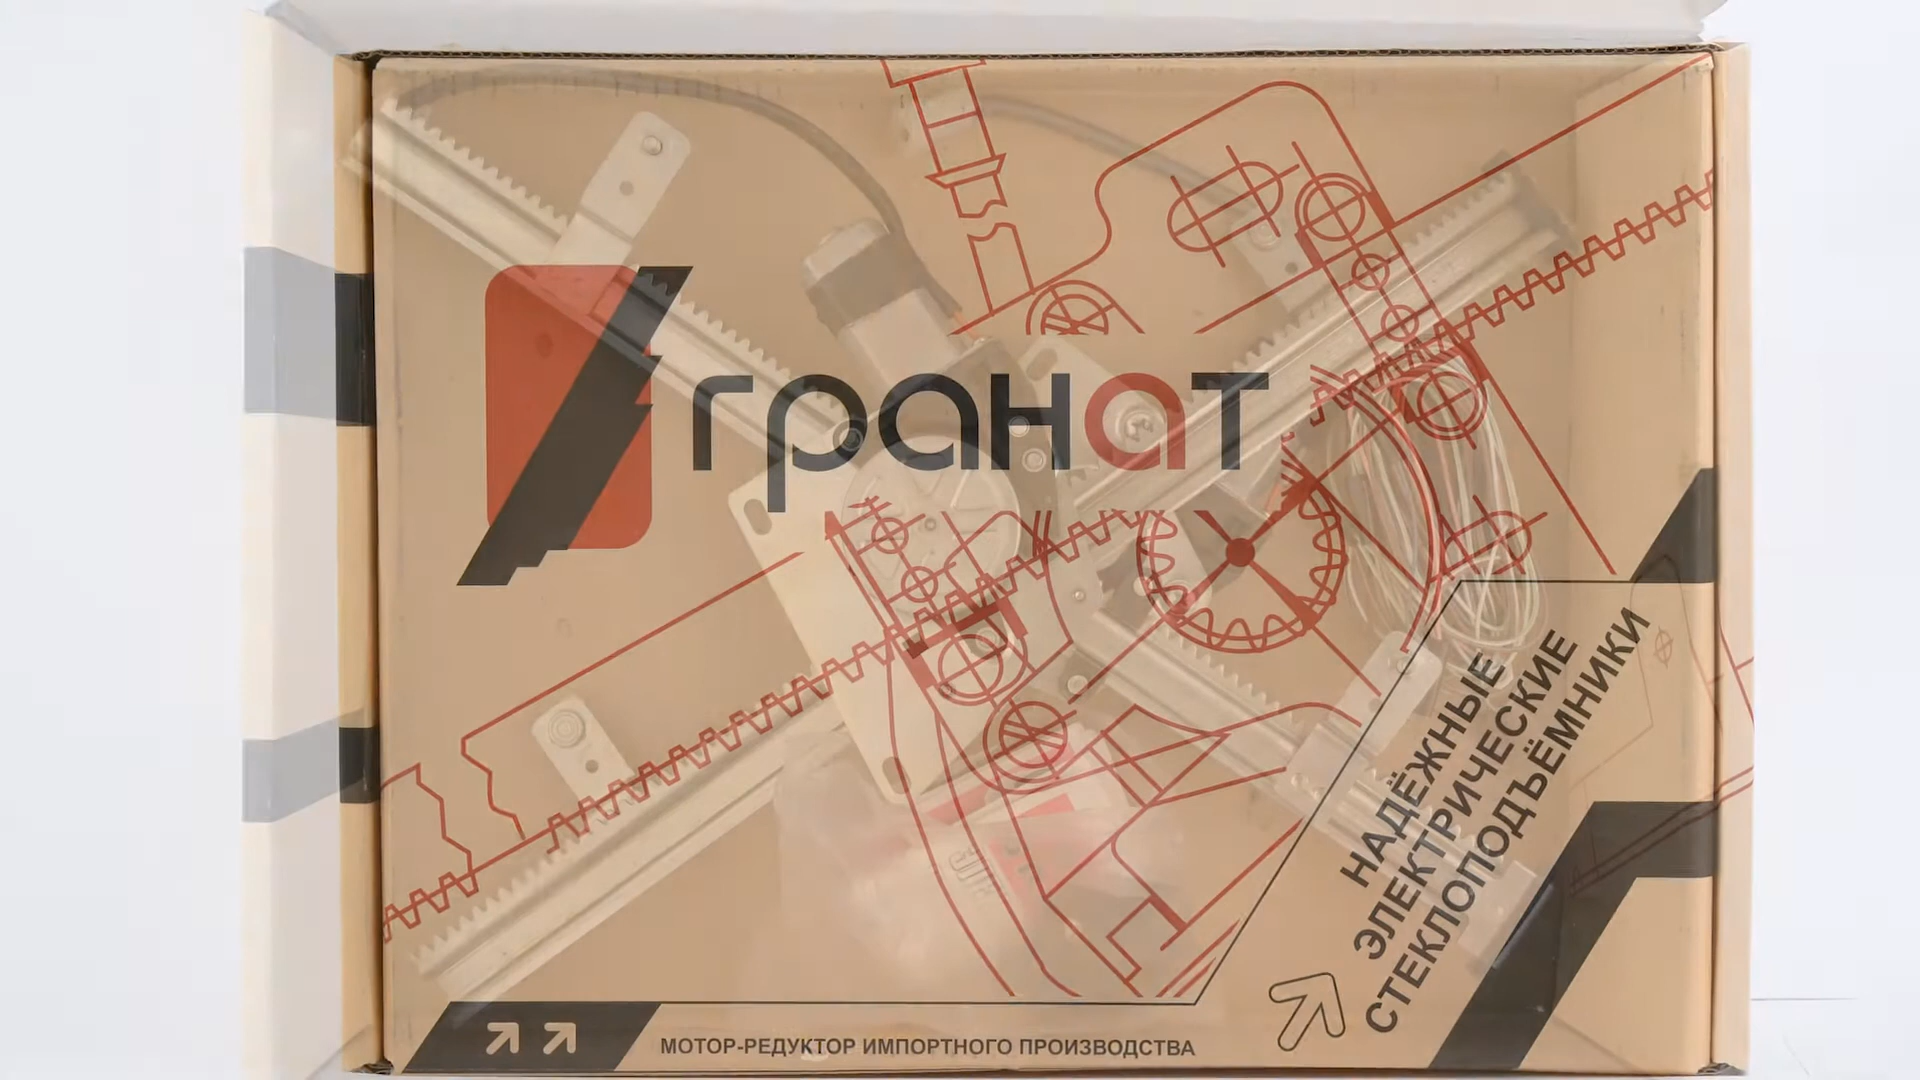 гранат
НАДЁЖНЫЕ
ЭЛЕКТРИЧЕСКИЕ
СТЕКЛОПОДЪЁМНИКИ
МОТОР-РЕДУКТОР ИМПОРТНОГО ПРОИЗВОДСТВА